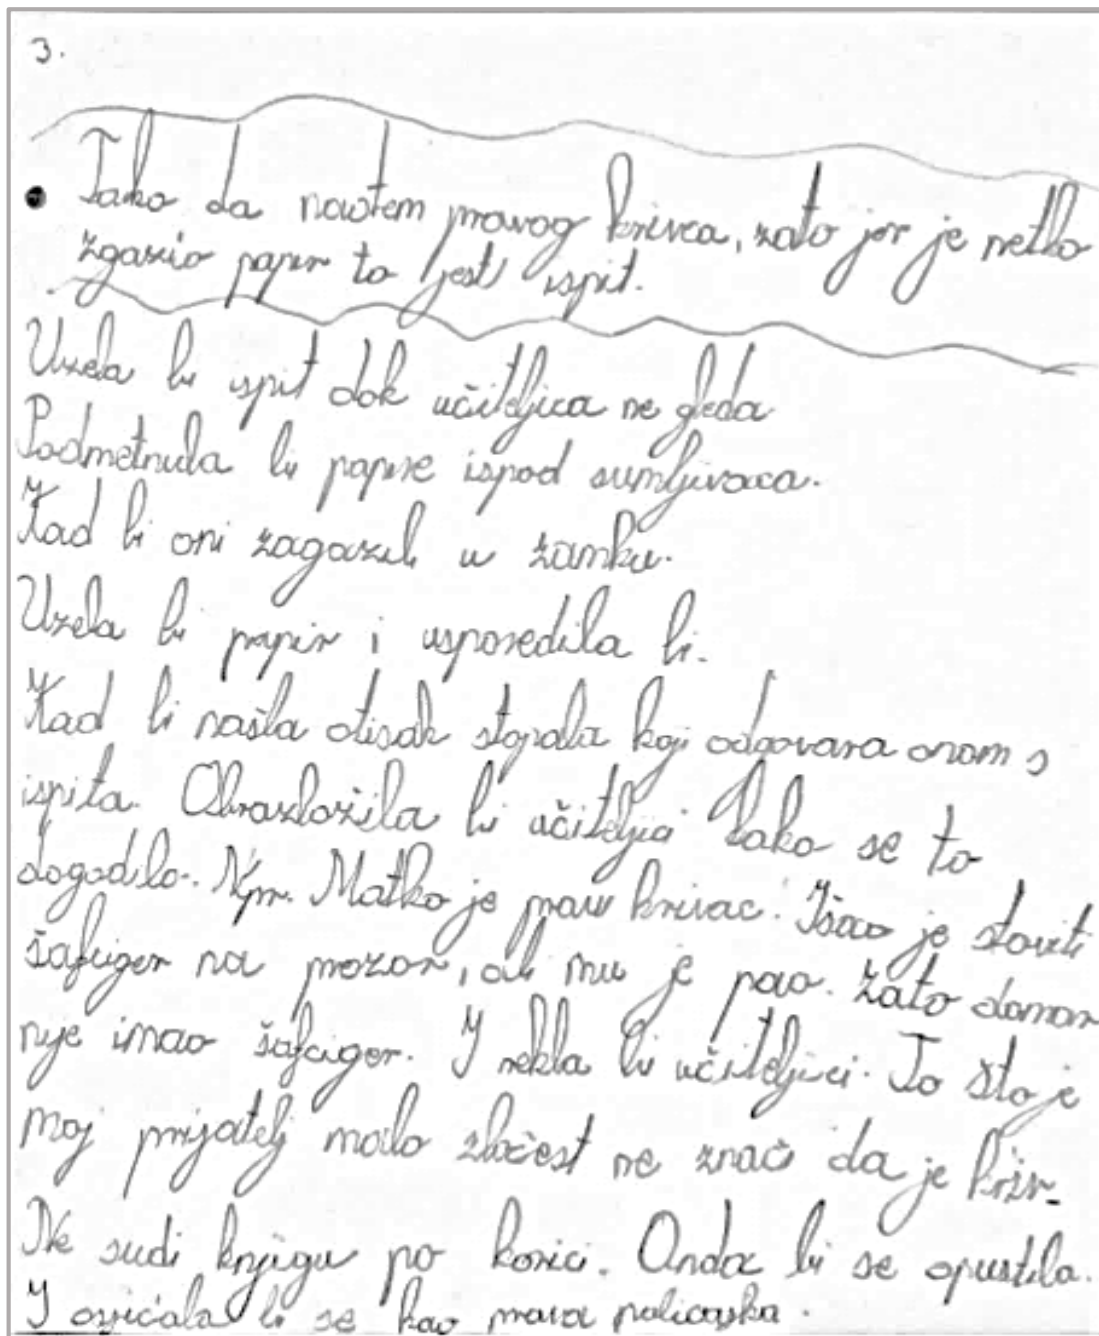 3.
• Tako da nađem pravog krivca, zato jer je netko
zgazio papir to jest ispit.
Uzela bi ispit dok učiteljica ne gleda
Podmetnula bi papire ispod sumljivaca.
Kad bi oni zagazili u zamku.
Uzela bi papir i usporedila bi.
Kad bi našla otisak stopala koji odgovara onom s
ispita. Obrazložila bi učiteljici kako se to
dogodilo. Npr. Matko je pravi krivac. Išao je staviti
šafciger na prozor, ali mu je pao. Zato danas
nije imao šafciger. I rekla bi učiteljici. To što je
moj prijatelj malo zločest ne znači da je kriv.
Ne sudi knjigu po korici. Onda bi se opustila.
I osjećala bi se kao prava policajka.